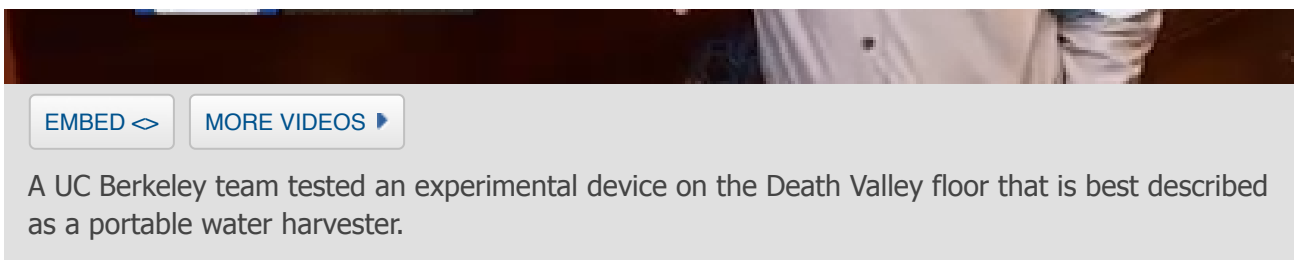 EMBED <>
MORE VIDEOS
A UC Berkeley team tested an experimental device on the Death Valley floor that is best described
as a portable water harvester.